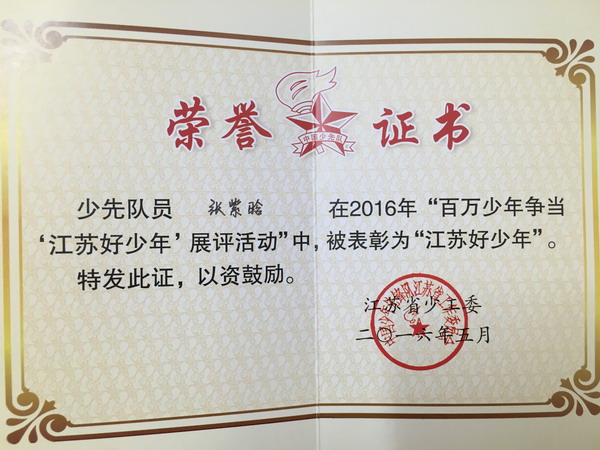 荣誉证书
中国少先队
少先队员 张紫晗 在2016年“百万少年争当
‘江苏好少年’展评活动”中，被表彰为“江苏好少年”。
特发此证，以资鼓励。
江苏省少工委
二〇一六年五月